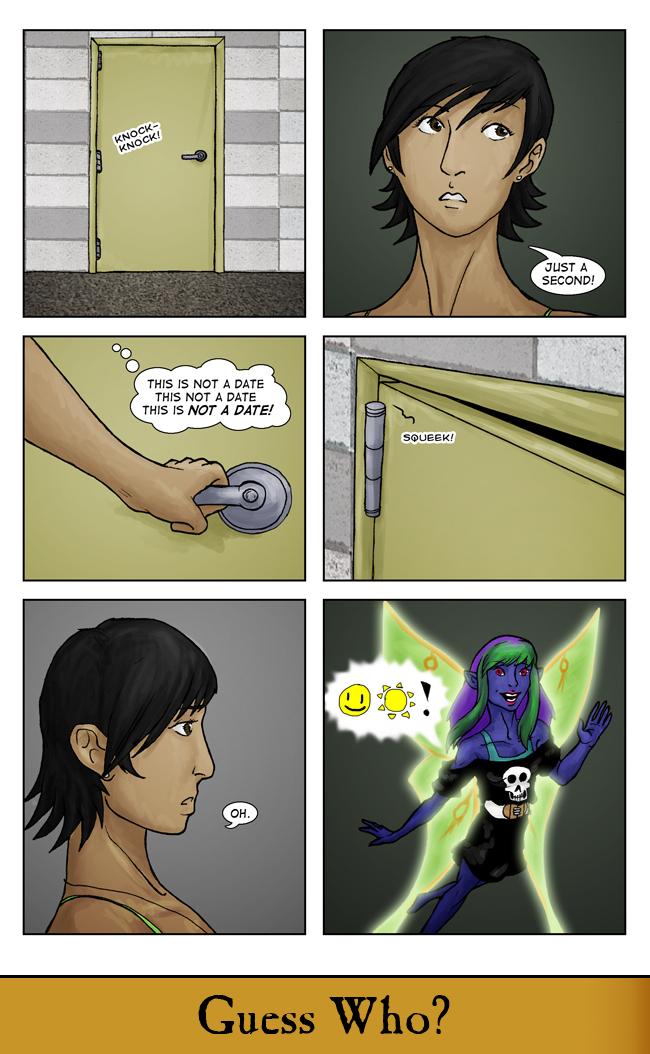 KNOCK-
KNOCK!
JUST A
SECOND!
THIS IS NOT A DATE
THIS NOT A DATE
THIS IS NOT A DATE!
SQUEEK!
OH.
!
Guess Who?